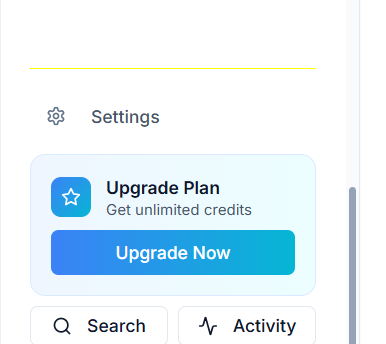 Settings
Upgrade Plan
Get unlimited credits
Upgrade Now
Search
Activity